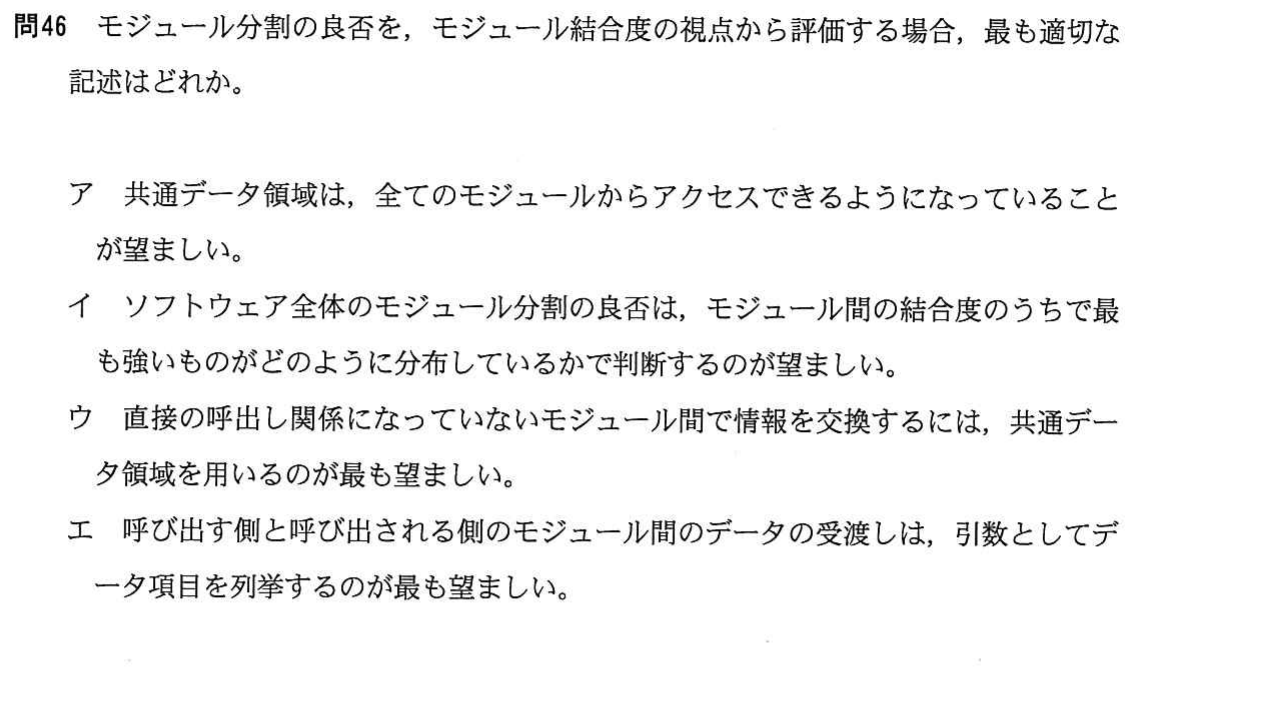 問46 モジュール分割の良否を，モジュール結合度の視点から評価する場合，最も適切な
記述はどれか。
ア 共通データ領域は，全てのモジュールからアクセスできるようになっていること
が望ましい。
イ ソフトウェア全体のモジュール分割の良否は，モジュール間の結合度のうちで最
も強いものがどのように分布しているかで判断するのが望ましい。
ウ 直接の呼出し関係になっていないモジュール間で情報を交換するには，共通デー
タ領域を用いるのが最も望ましい。
エ 呼び出す側と呼び出される側のモジュール間のデータの受渡しは，引数としてデ
ータ項目を列挙するのが最も望ましい。